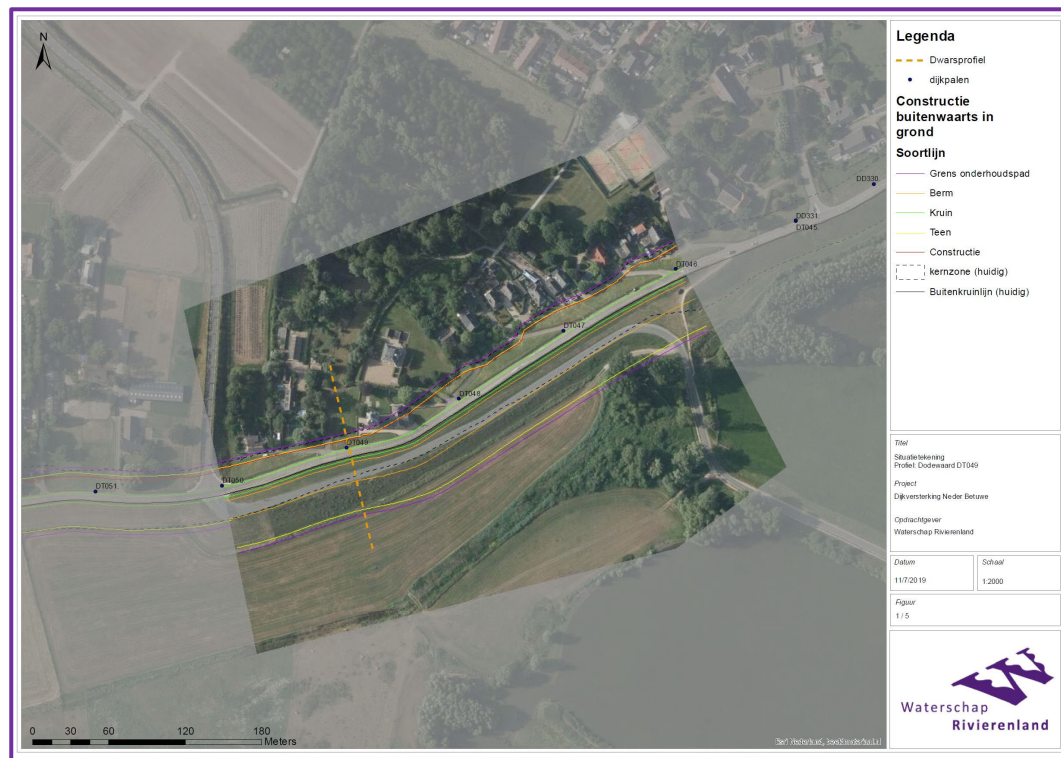 N
DD330.
DD331.
DT045.
DT046
DT047
DT048
DT049
DT050
DT051.
0 30 60 120 180
Meters
Legenda
Dwarsprofiel
dijkpalen
Constructie
buitenwaarts in
grond
Soortlijn
Grens onderhoudspad
Berm
Kruin
Teen
Constructie
kernzone (huidig)
Buitenkruinlijn (huidig)
Titel
Situatietekening
Profiel: Dodewaard DT049
Project
Dijkversterking Neder Betuwe
Opdrachtgever
Waterschap Rivierenland
Datum
11/7/2019
Schaal
1:2000
Figuur
1 / 5
Waterschap
Rivierenland